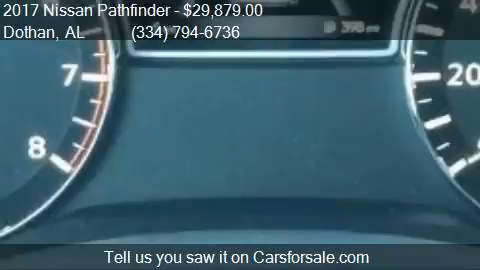 2017 Nissan Pathfinder - $29,879.00
Dothan, AL (334) 794-6736
7
20
8
Tell us you saw it on Carsforsale.com